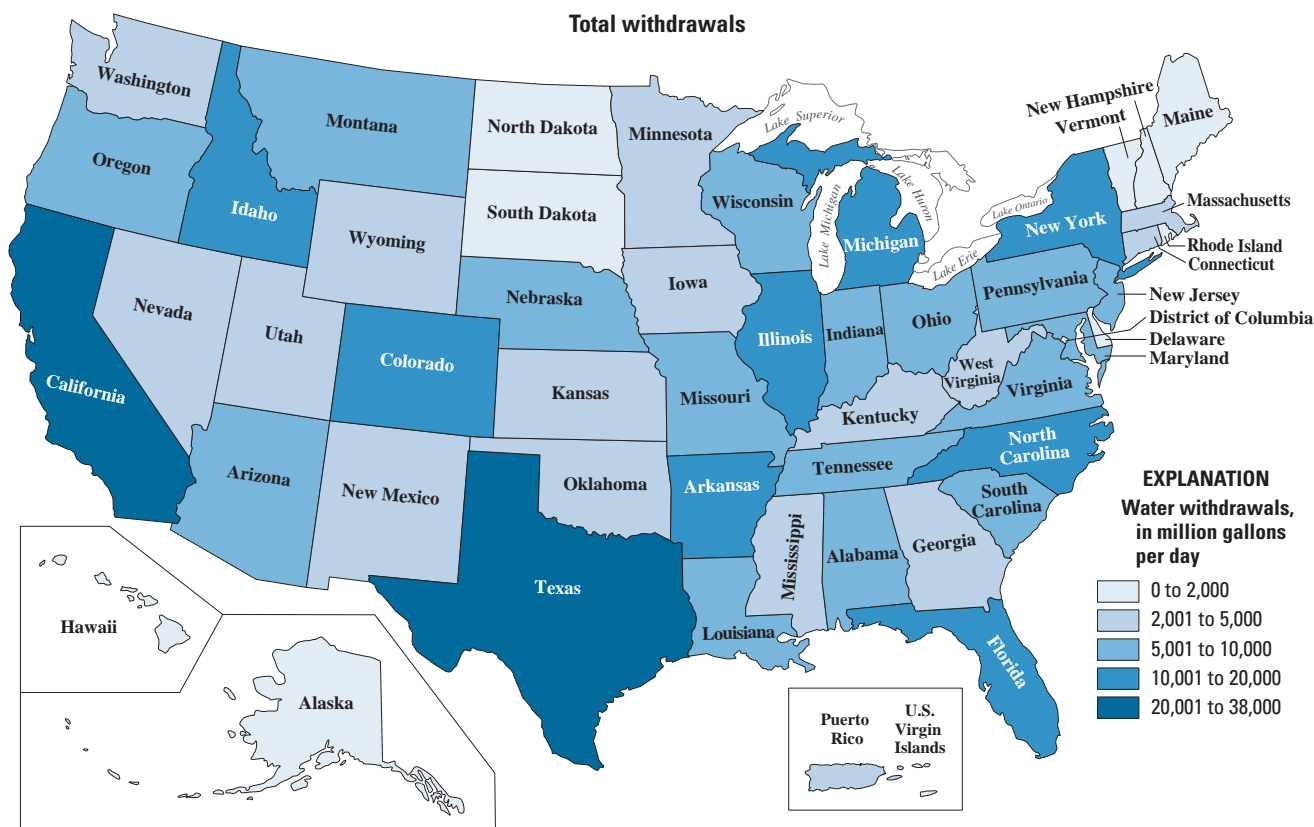 Total withdrawals
Washington
Montana
North Dakota
Minnesota
Lake Superior
New Hampshire
Vermont
Maine
Oregon
Idaho
South Dakota
Wisconsin
Lake Michigan
Lake Huron
Lake Ontario
Massachusetts
Wyoming
Michigan
New York
Rhode Island
Connecticut
Lake Erie
Nevada
Utah
Nebraska
Iowa
Pennsylvania
New Jersey
District of Columbia
Delaware
Maryland
Colorado
Illinois
Indiana
Ohio
West
Virginia
Virginia
California
Kansas
Missouri
Kentucky
North
Carolina
Arizona
New Mexico
Oklahoma
Arkansas
Tennessee
South
Carolina
Texas
Louisiana
Mississippi
Alabama
Georgia
Florida
Hawaii
Alaska
Puerto
Rico
U.S.
Virgin
Islands
EXPLANATION
Water withdrawals,
in million gallons
per day
0 to 2,000
2,001 to 5,000
5,001 to 10,000
10,001 to 20,000
20,001 to 38,000